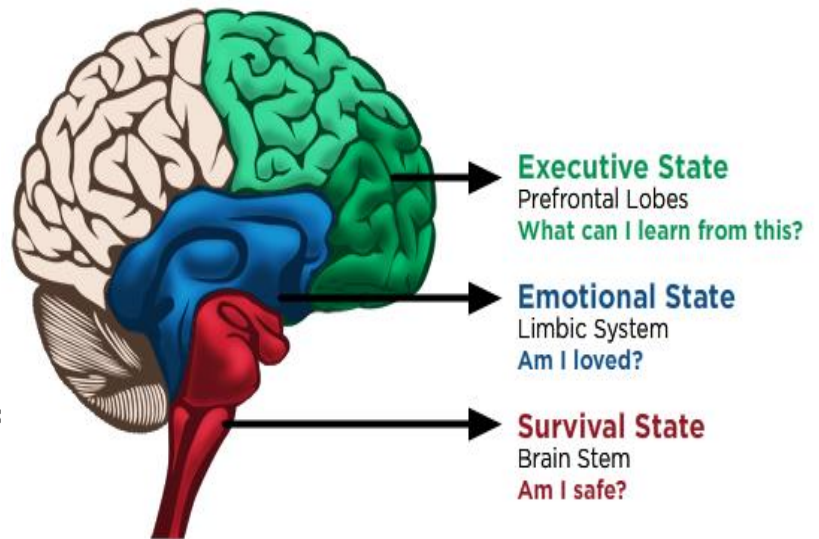 Executive State
Prefrontal Lobes
What can I learn from this?
Emotional State
Limbic System
Am I loved?
Survival State
Brain Stem
Am I safe?